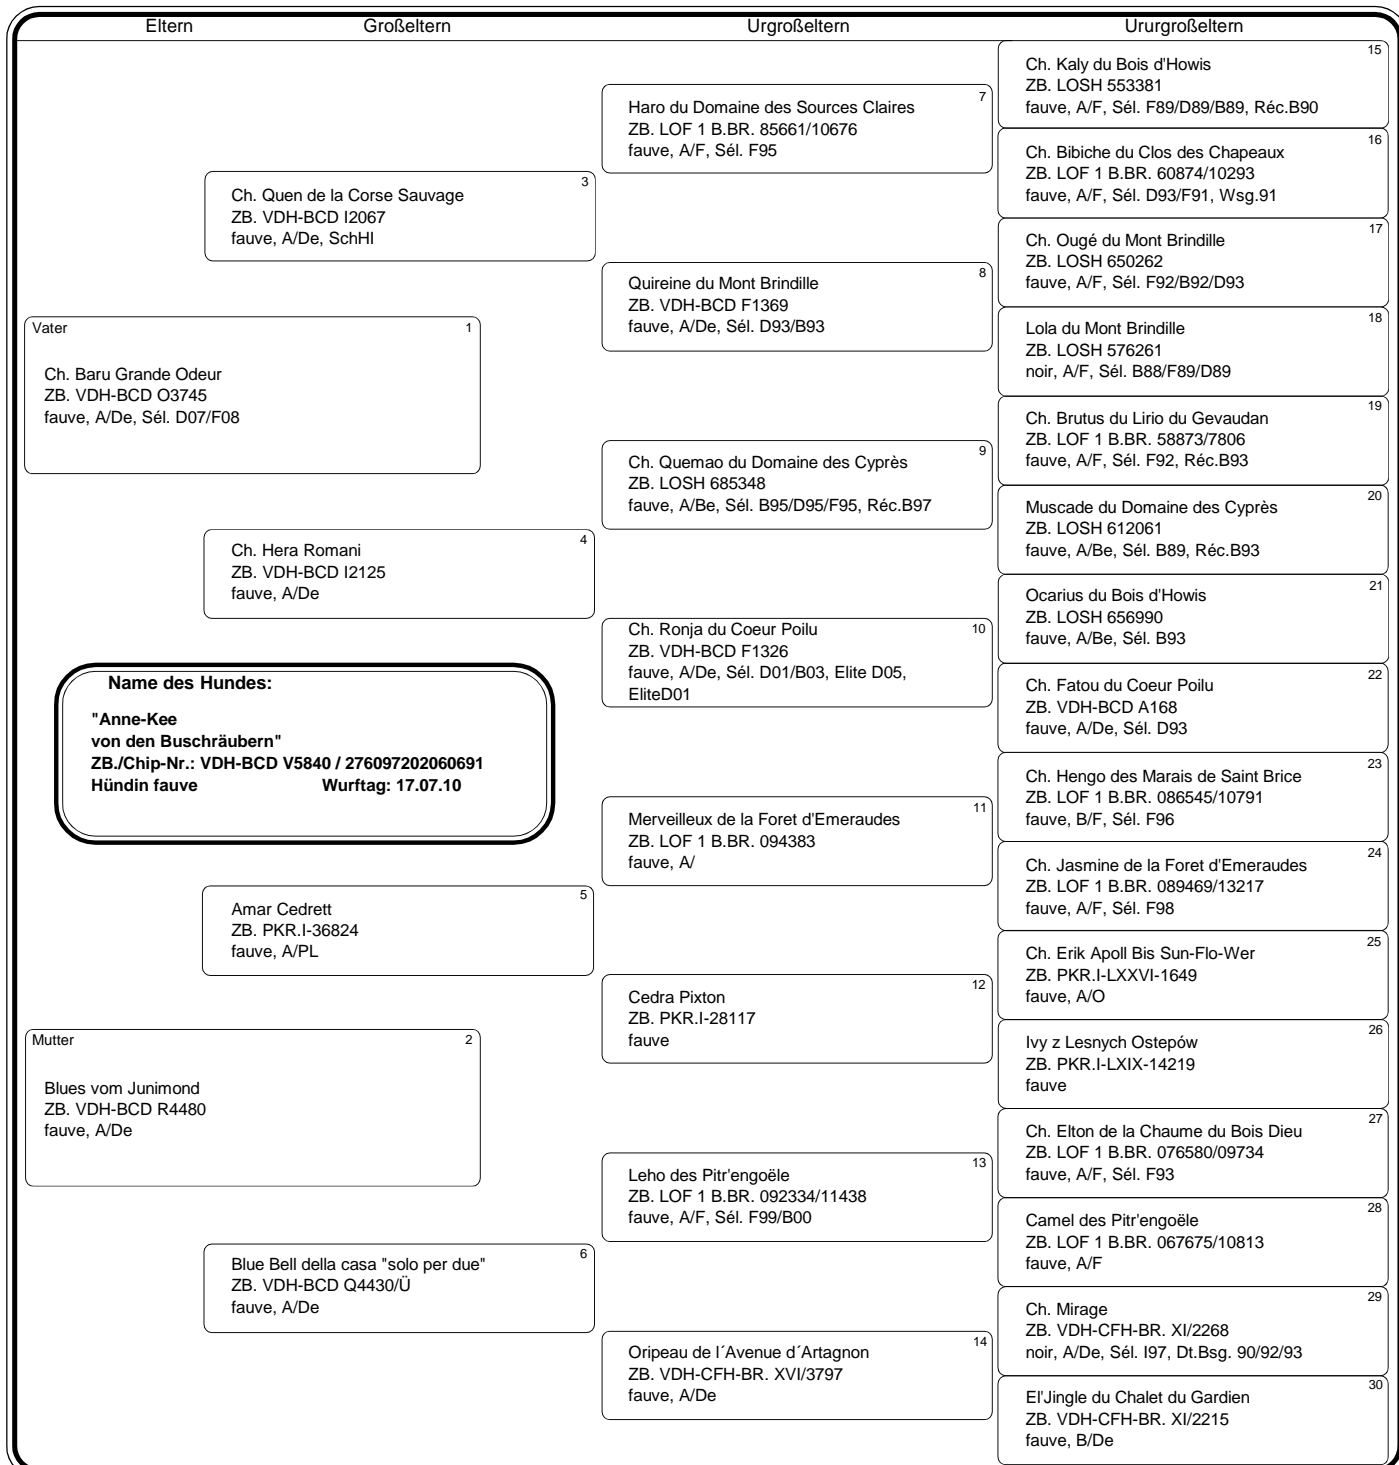 Eltern Großeltern Urgroßeltern Ururgroßeltern
Vater 1
Ch. Baru Grande Odeur
ZB. VDH-BCD O3745
fauve, A/De, Sél. D07/F08
Mutter 2
Blues vom Junimond
ZB. VDH-BCD R4480
fauve, A/De
Name des Hundes:
"Anne-Kee
von den Buschräubern"
ZB./Chip-Nr.: VDH-BCD V5840 / 276097202060691
Hündin fauve Wurftag: 17.07.10
3
Ch. Quen de la Corse Sauvage
ZB. VDH-BCD I2067
fauve, A/De, SchHI
4
Ch. Hera Romani
ZB. VDH-BCD I2125
fauve, A/De
5
Amar Cedrett
ZB. PKR.I-36824
fauve, A/PL
6
Blue Bell della casa "solo per due"
ZB. VDH-BCD Q4430/Ü
fauve, A/De
7
Haro du Domaine des Sources Claires
ZB. LOF 1 B.BR. 85661/10676
fauve, A/F, Sél. F95
8
Quireine du Mont Brindille
ZB. VDH-BCD F1369
fauve, A/De, Sél. D93/B93
9
Ch. Quemao du Domaine des Cyprès
ZB. LOSH 685348
fauve, A/Be, Sél. B95/D95/F95, Réc.B97
10
Ch. Ronja du Coeur Poilu
ZB. VDH-BCD F1326
fauve, A/De, Sél. D01/B03, Elite D05,
EliteD01
11
Merveilleux de la Foret d'Emeraudes
ZB. LOF 1 B.BR. 094383
fauve, A/
12
Cedra Pixton
ZB. PKR.I-28117
fauve
13
Leho des Pitr'engoële
ZB. LOF 1 B.BR. 092334/11438
fauve, A/F, Sél. F99/B00
14
Oripeau de l´Avenue d´Artagnon
ZB. VDH-CFH-BR. XVI/3797
fauve, A/De
15
Ch. Kaly du Bois d'Howis
ZB. LOSH 553381
fauve, A/F, Sél. F89/D89/B89, Réc.B90
16
Ch. Bibiche du Clos des Chapeaux
ZB. LOF 1 B.BR. 60874/10293
fauve, A/F, Sél. D93/F91, Wsg.91
17
Ch. Ougé du Mont Brindille
ZB. LOSH 650262
fauve, A/F, Sél. F92/B92/D93
18
Lola du Mont Brindille
ZB. LOSH 576261
noir, A/F, Sél. B88/F89/D89
19
Ch. Brutus du Lirio du Gevaudan
ZB. LOF 1 B.BR. 58873/7806
fauve, A/F, Sél. F92, Réc.B93
20
Muscade du Domaine des Cyprès
ZB. LOSH 612061
fauve, A/Be, Sél. B89, Réc.B93
21
Ocarius du Bois d'Howis
ZB. LOSH 656990
fauve, A/Be, Sél. B93
22
Ch. Fatou du Coeur Poilu
ZB. VDH-BCD A168
fauve, A/De, Sél. D93
23
Ch. Hengo des Marais de Saint Brice
ZB. LOF 1 B.BR. 086545/10791
fauve, B/F, Sél. F96
24
Ch. Jasmine de la Foret d'Emeraudes
ZB. LOF 1 B.BR. 089469/13217
fauve, A/F, Sél. F98
25
Ch. Erik Apoll Bis Sun-Flo-Wer
ZB. PKR.I-LXXVI-1649
fauve, A/O
26
Ivy z Lesnych Ostepów
ZB. PKR.I-LXIX-14219
fauve
27
Ch. Elton de la Chaume du Bois Dieu
ZB. LOF 1 B.BR. 076580/09734
fauve, A/F, Sél. F93
28
Camel des Pitr'engoële
ZB. LOF 1 B.BR. 067675/10813
fauve, A/F
29
Ch. Mirage
ZB. VDH-CFH-BR. XI/2268
noir, A/De, Sél. I97, Dt.Bsg. 90/92/93
30
El'Jingle du Chalet du Gardien
ZB. VDH-CFH-BR. XI/2215
fauve, B/De